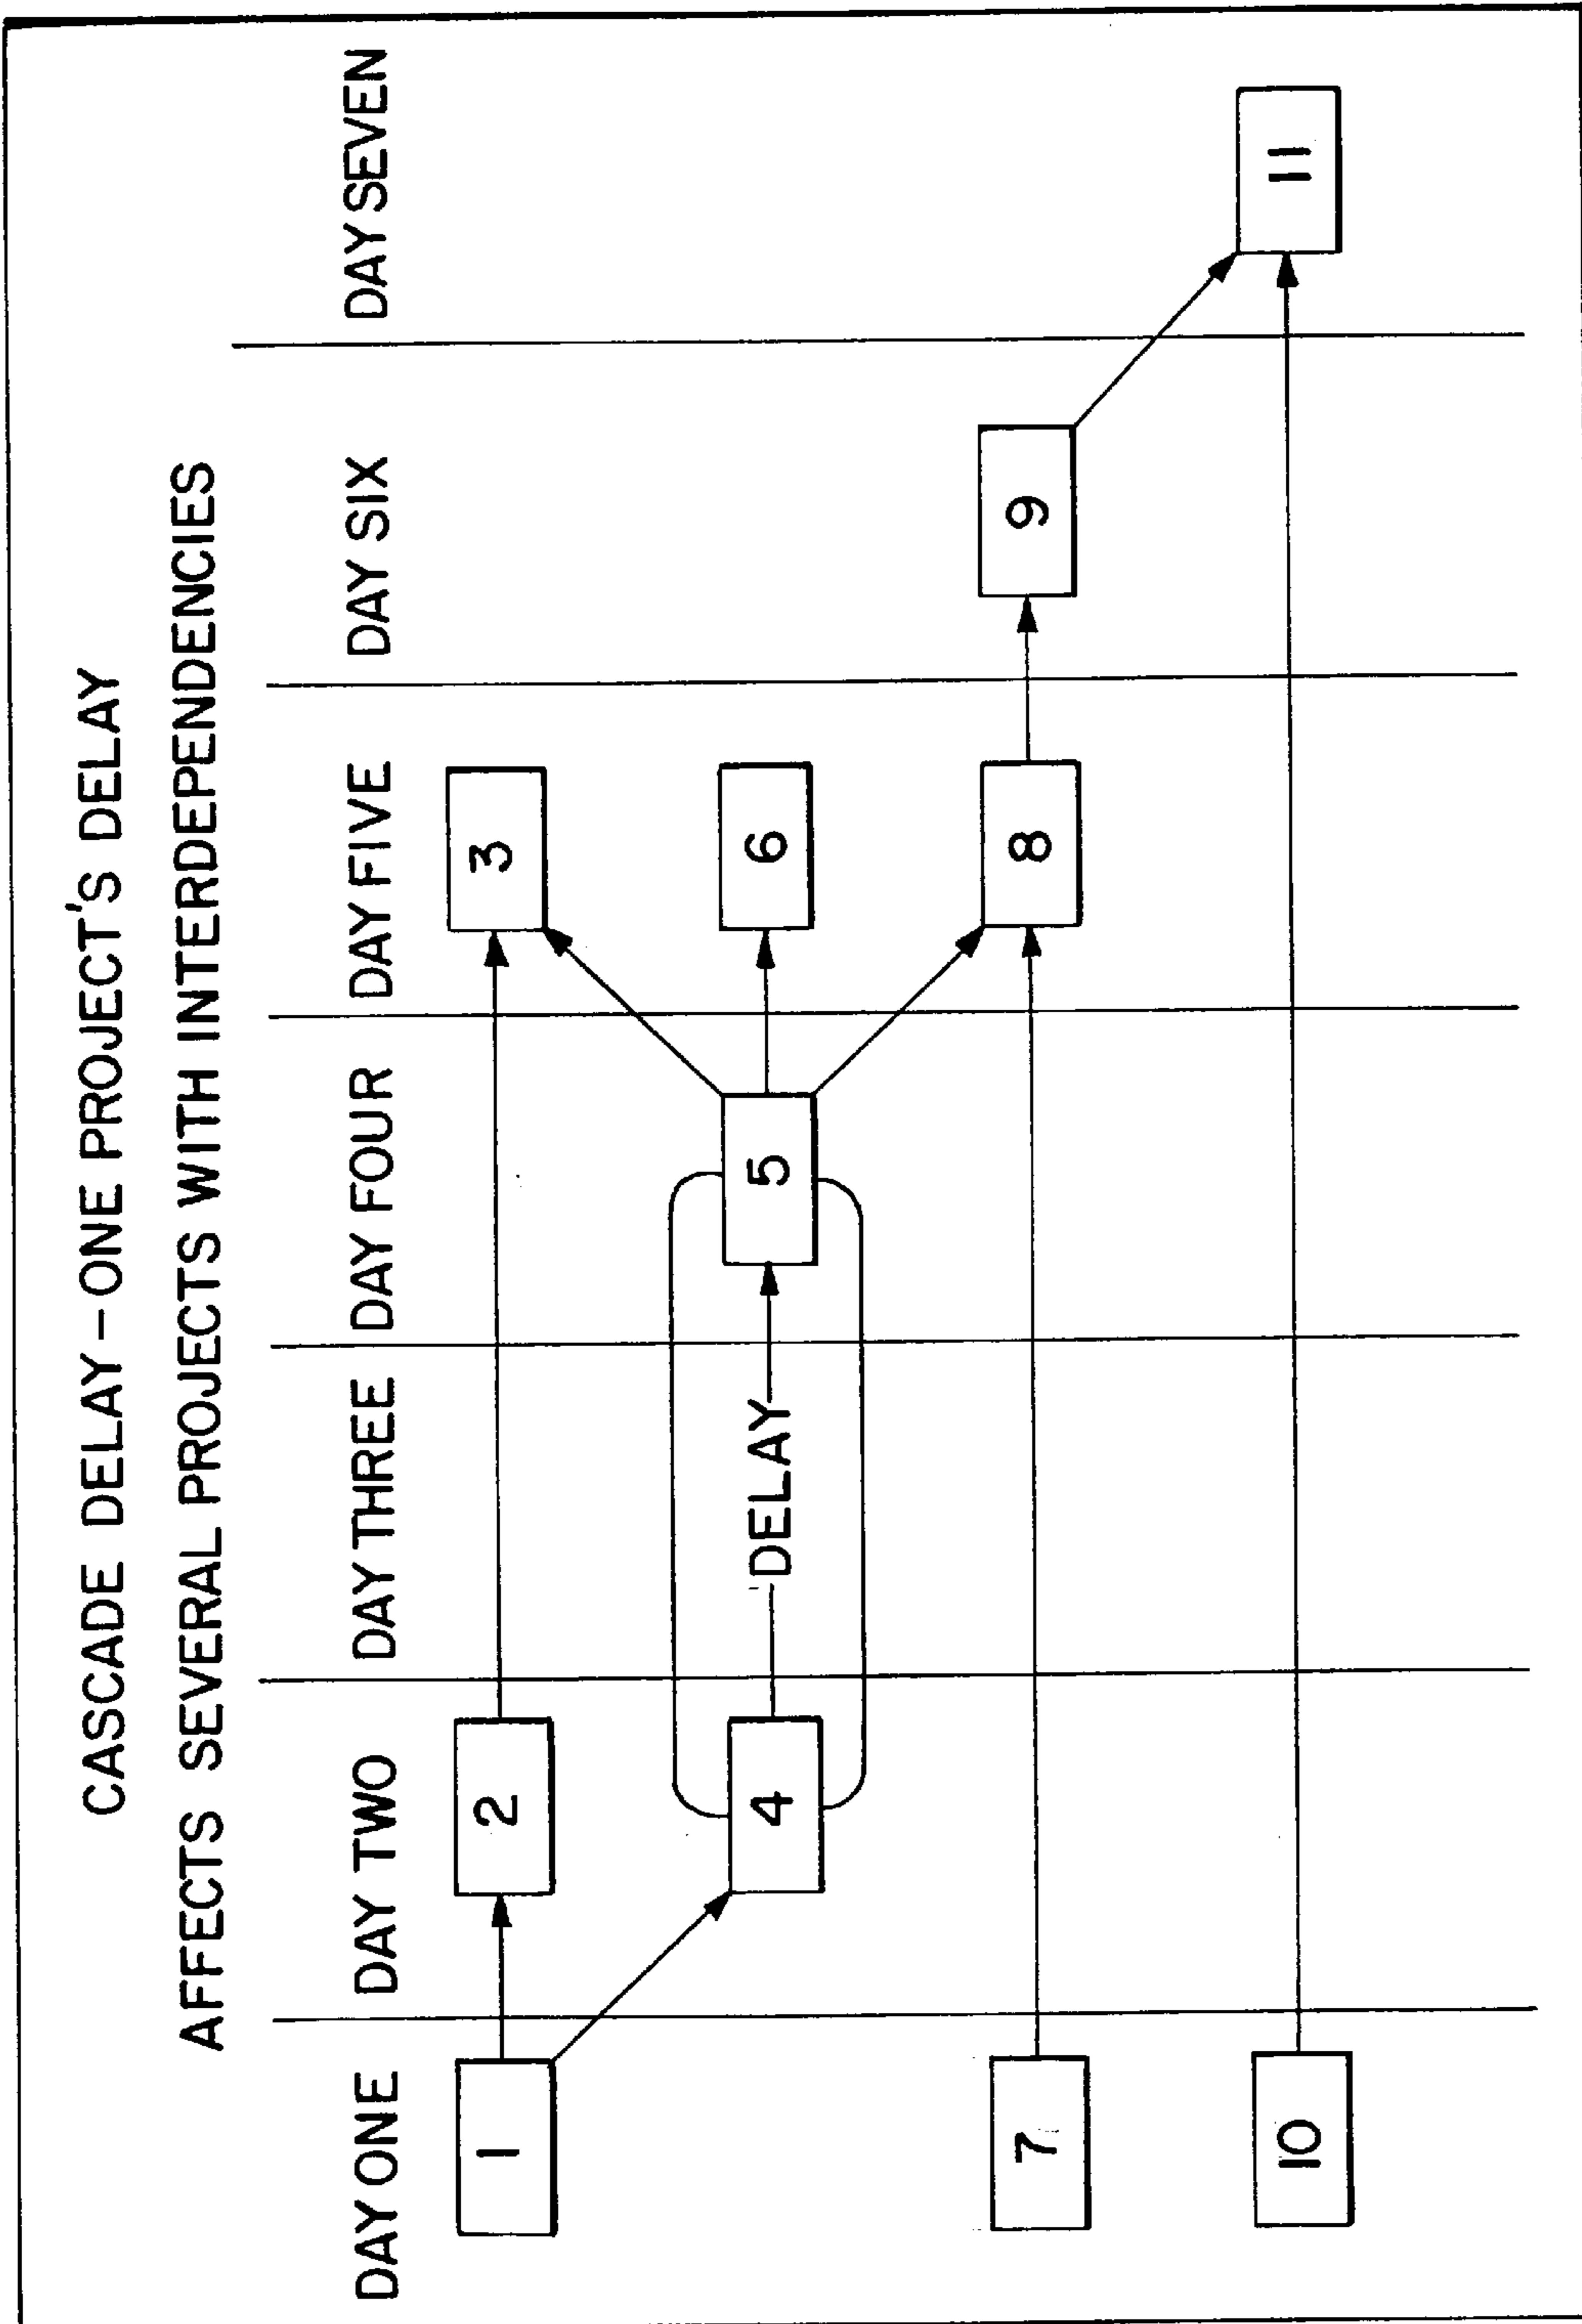 CASCADE DELAY-ONE PROJECT'S DELAY
AFFECTS SEVERAL PROJECTS WITH INTERDEPENDENCIES
DAY ONE DAY TWO DAY THREE DAY FOUR DAY FIVE DAY SIX DAY SEVEN
1 2 3
4 DELAY 5 6
7 8 9
10 11